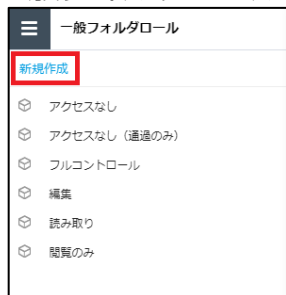 一般フォルダロール
新規作成
アクセスなし
アクセスなし（通過のみ）
フルコントロール
編集
読み取り
閲覧のみ